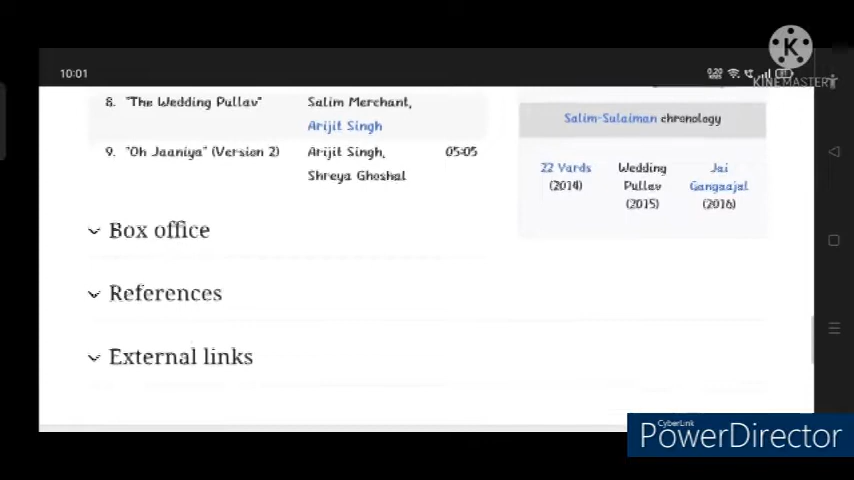 10:01
0.20
KINEMASTER
8. "The Wedding Pullav" Salim Merchant,
Arijit Singh
9. "Oh Jaaniya" (Version 2) Arijit Singh, 05:05
Shreya Ghoshal
Salim-Sulaiman chronology
22 Yards Wedding Jai
(2014) Pullav Gangaajal
(2015) (2016)
Box office
References
External links
CyberLink
PowerDirector